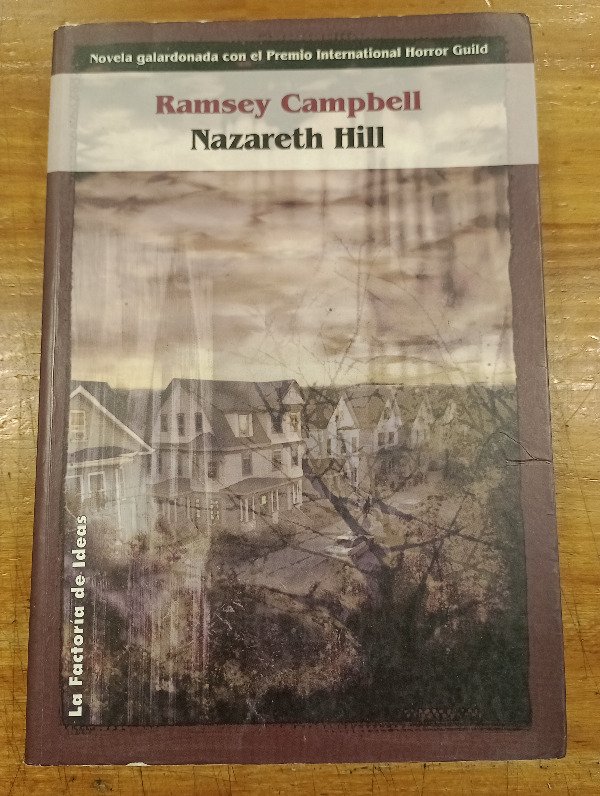 Novela galardonada con el Premio International Horror Guild
Ramsey Campbell
Nazareth Hill
La Factoría de Ideas